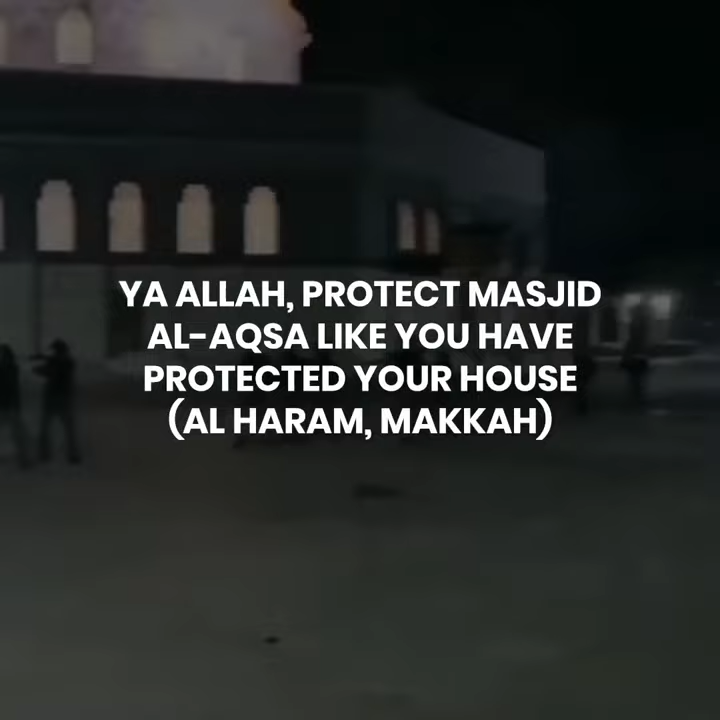 YA ALLAH, PROTECT MASJID
AL-AQSA LIKE YOU HAVE
PROTECTED YOUR HOUSE
(AL HARAM, MAKKAH)